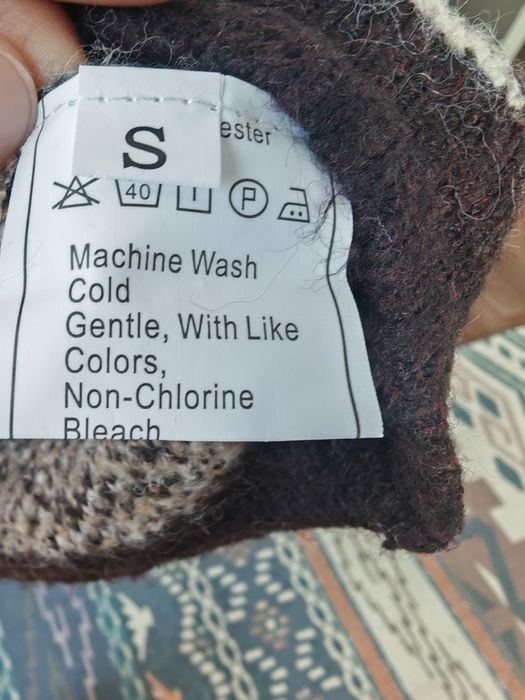 S
ester
40 P
Machine Wash
Cold
Gentle, With Like
Colors,
Non-Chlorine
Bleach